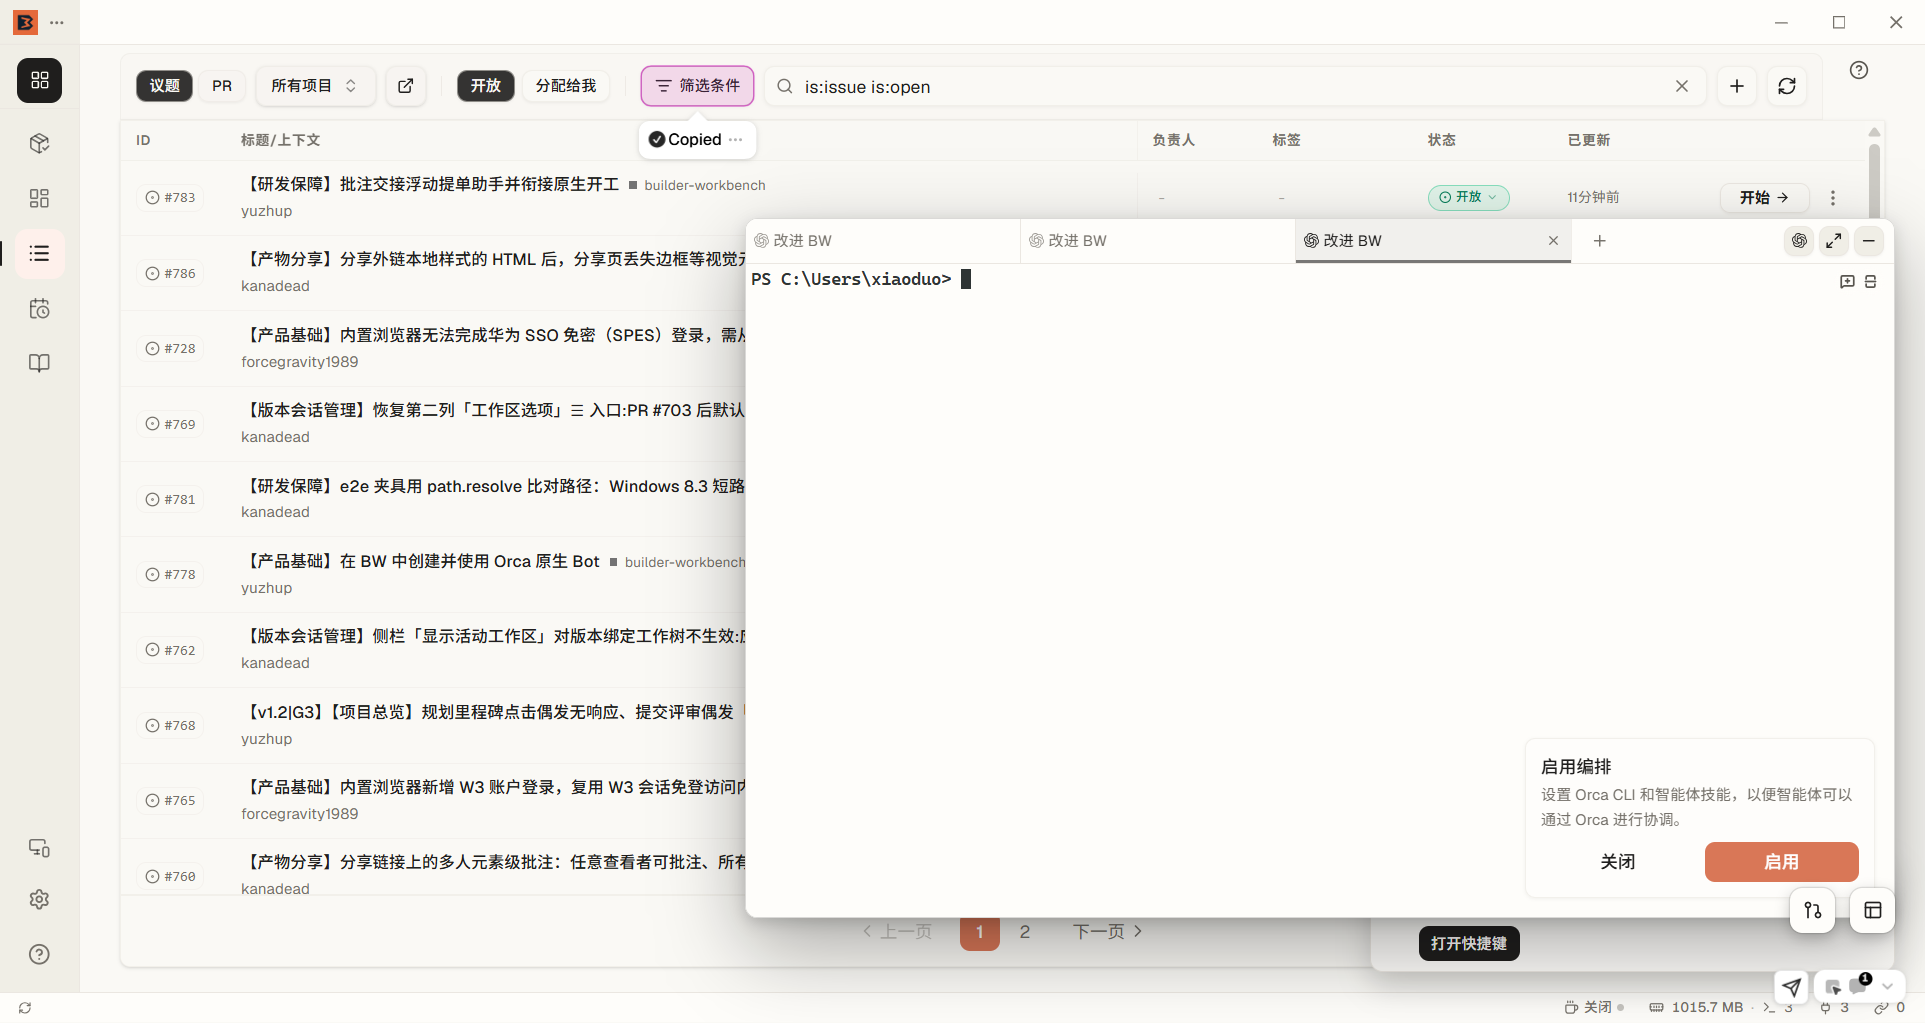 议题
PR
所有项目
开放
分配给我
筛选条件
is:issue is:open
Copied
ID
标题/上下文
负责人
标签
状态
已更新
#783
【研发保障】批注交接浮动提单助手并衔接原生开工
builder-workbench
yuzhup
-
-
开放
11分钟前
开始 →
#786
【产物分享】分享外链本地样式的 HTML 后，分享页丢失边框等视觉
kanadead
#728
【产品基础】内置浏览器无法完成华为 SSO 免密（SPES）登录，需
forcegravity1989
#769
【版本会话管理】恢复第二列「工作区选项」☰ 入口:PR #703 后默认
kanadead
#781
【研发保障】e2e 夹具用 path.resolve 比对路径：Windows 8.3 短路
kanadead
#778
【产品基础】在 BW 中创建并使用 Orca 原生 Bot
builder-workbench
yuzhup
#762
【版本会话管理】侧栏「显示活动工作区」对版本绑定工作树不生效:
kanadead
#768
【v1.2|G3】【项目总览】规划里程碑点击偶发无响应、提交评审偶发
yuzhup
#765
【产品基础】内置浏览器新增 W3 账户登录，复用 W3 会话免登访问
forcegravity1989
#760
【产物分享】分享链接上的多人元素级批注：任意查看者可批注、所有
kanadead
改进 BW
改进 BW
改进 BW
PS C:\Users\xiaoduo>
启用编排
设置 Orca CLI 和智能体技能，以便智能体可以
通过 Orca 进行协调。
关闭
启用
上一页
1
2
下一页
打开快捷键
1
关闭
1015.7 MB
3
3
0